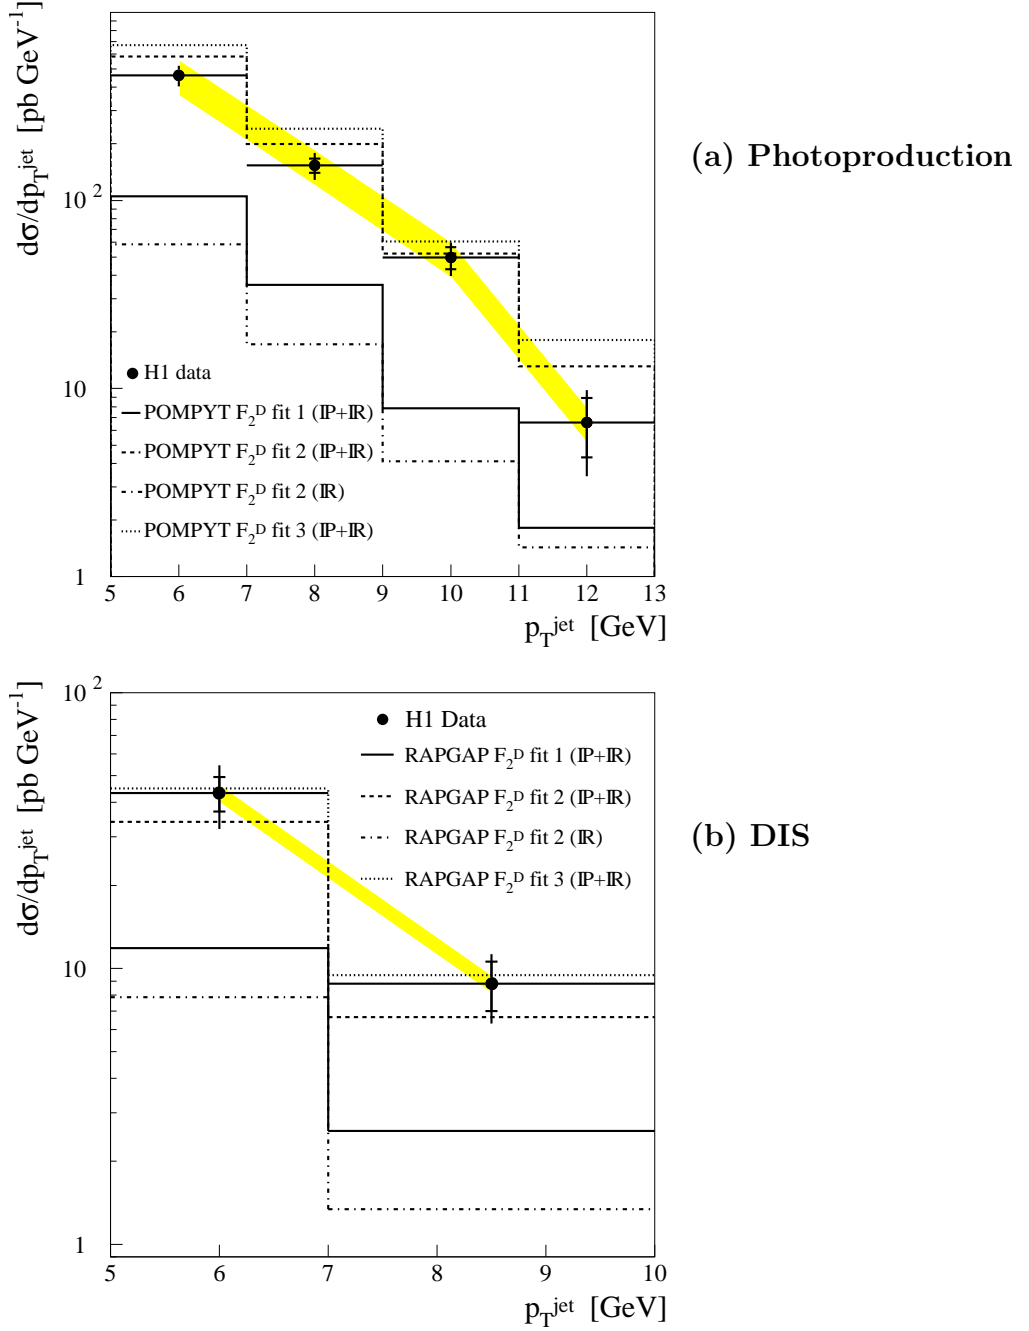 dσ/dp_T^jet [pb GeV^-1]
10^2
10
1
H1 data
POMPYT F_2^D fit 1 (IP+IR)
POMPYT F_2^D fit 2 (IP+IR)
POMPYT F_2^D fit 2 (IR)
POMPYT F_2^D fit 3 (IP+IR)
5 6 7 8 9 10 11 12 13
p_T^jet [GeV]
(a) Photoproduction
dσ/dp_T^jet [pb GeV^-1]
10^2
10
1
H1 Data
RAPGAP F_2^D fit 1 (IP+IR)
RAPGAP F_2^D fit 2 (IP+IR)
RAPGAP F_2^D fit 2 (IR)
RAPGAP F_2^D fit 3 (IP+IR)
5 6 7 8 9 10
p_T^jet [GeV]
(b) DIS